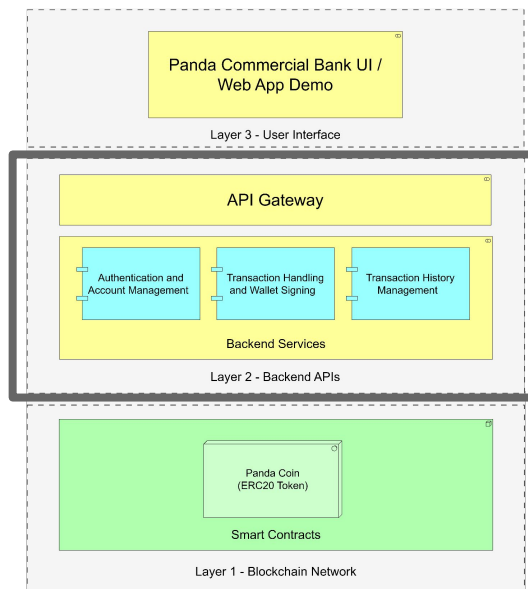 Panda Commercial Bank UI /
Web App Demo
Layer 3 - User Interface
API Gateway
Authentication and
Account Management
Transaction Handling
and Wallet Signing
Transaction History
Management
Backend Services
Layer 2 - Backend APIs
Panda Coin
(ERC20 Token)
Smart Contracts
Layer 1 - Blockchain Network